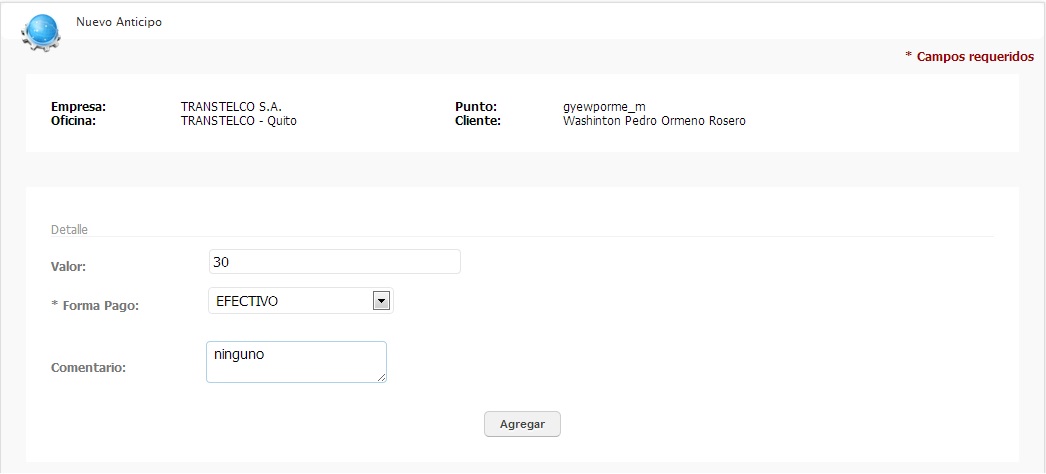 Nuevo Anticipo
* Campos requeridos
Empresa: TRANSTELCO S.A. Punto: gyewporme_m
Oficina: TRANSTELCO - Quito Cliente: Washinton Pedro Ormeno Rosero
Detalle
Valor: 30
* Forma Pago: EFECTIVO
Comentario: ninguno
Agregar